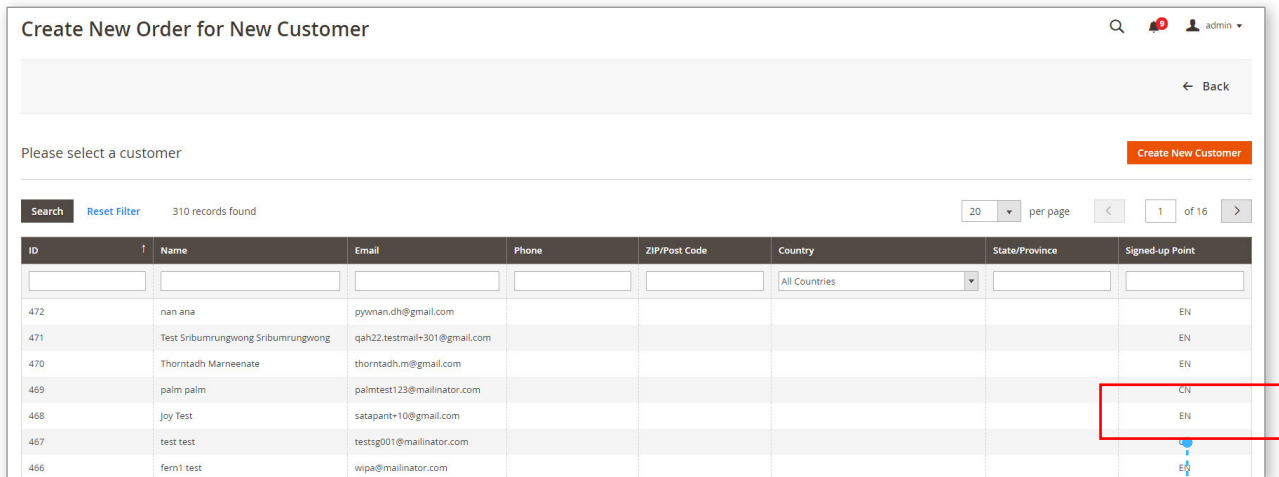 Create New Order for New Customer
9
admin
Back
Please select a customer
Create New Customer
Search Reset Filter 310 records found 20 per page 1 of 16
ID Name Email Phone ZIP/Post Code Country State/Province Signed-up Point
All Countries
472 nan ana pywnan.dh@gmail.com EN
471 Test Sribumrungwong Sribumrungwong qah22.testmail+301@gmail.com EN
470 Thorntadh Marneenate thorntadh.m@gmail.com EN
469 palm palm palmtest123@mailinator.com CN
468 Joy Test satapant+10@gmail.com EN
467 test test testsg001@mailinator.com
466 fern1 test wipa@mailinator.com EN